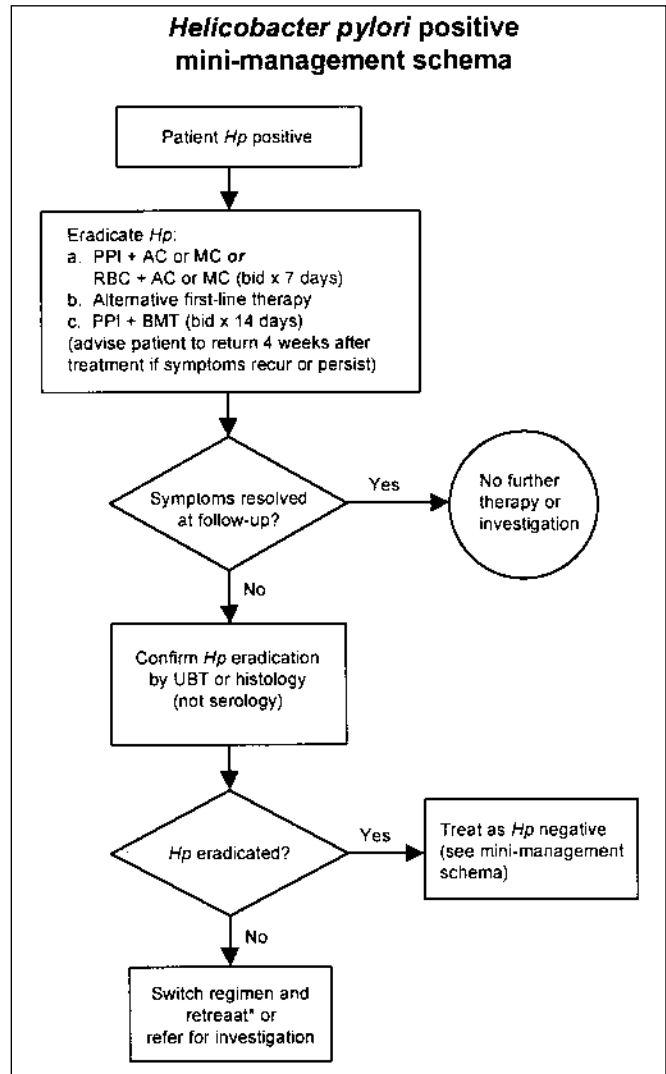 Helicobacter pylori positive
mini-management schema
Patient Hp positive
Eradicate Hp:
a. PPI + AC or MC or
RBC + AC or MC (bid x 7 days)
b. Alternative first-line therapy
c. PPI + BMT (bid x 14 days)
(advise patient to return 4 weeks after
treatment if symptoms recur or persist)
Symptoms resolved
at follow-up?
Yes
No further
therapy or
investigation
No
Confirm Hp eradication
by UBT or histology
(not serology)
Hp eradicated?
Yes
Treat as Hp negative
(see mini-management
schema)
No
Switch regimen and
retreaat* or
refer for investigation